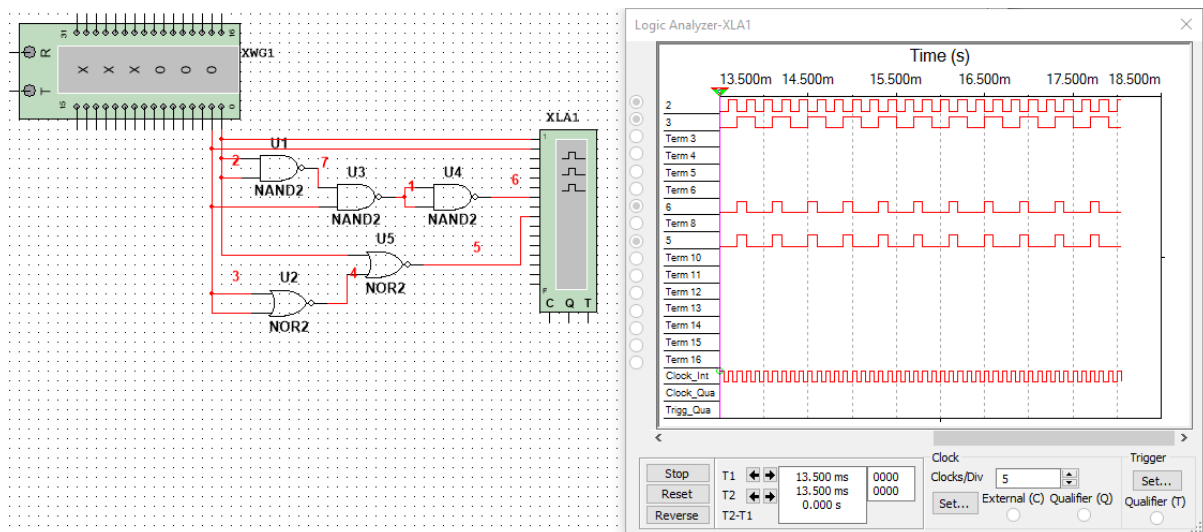 XWG1
31
16
R
X X X O O O
T
15
0
XLA1
1
U1
2
7
NAND2
U3
1
NAND2
U4
6
NAND2
U5
5
4
NOR2
3
U2
NOR2
F
C Q T
Logic Analyzer-XLA1
Time (s)
13.500m 14.500m 15.500m 16.500m 17.500m 18.500m
2
3
Term 3
Term 4
Term 5
Term 6
6
Term 8
5
Term 10
Term 11
Term 12
Term 13
Term 14
Term 15
Term 16
Clock_Int
Clock_Qua
Trigg_Qua
Stop
Reset
Reverse
T1
T2
T2-T1
13.500 ms
13.500 ms
0.000 s
0000
0000
Clock
Clocks/Div 5
Set...
External (C) Qualifier (Q)
Trigger
Set...
Qualifier (T)